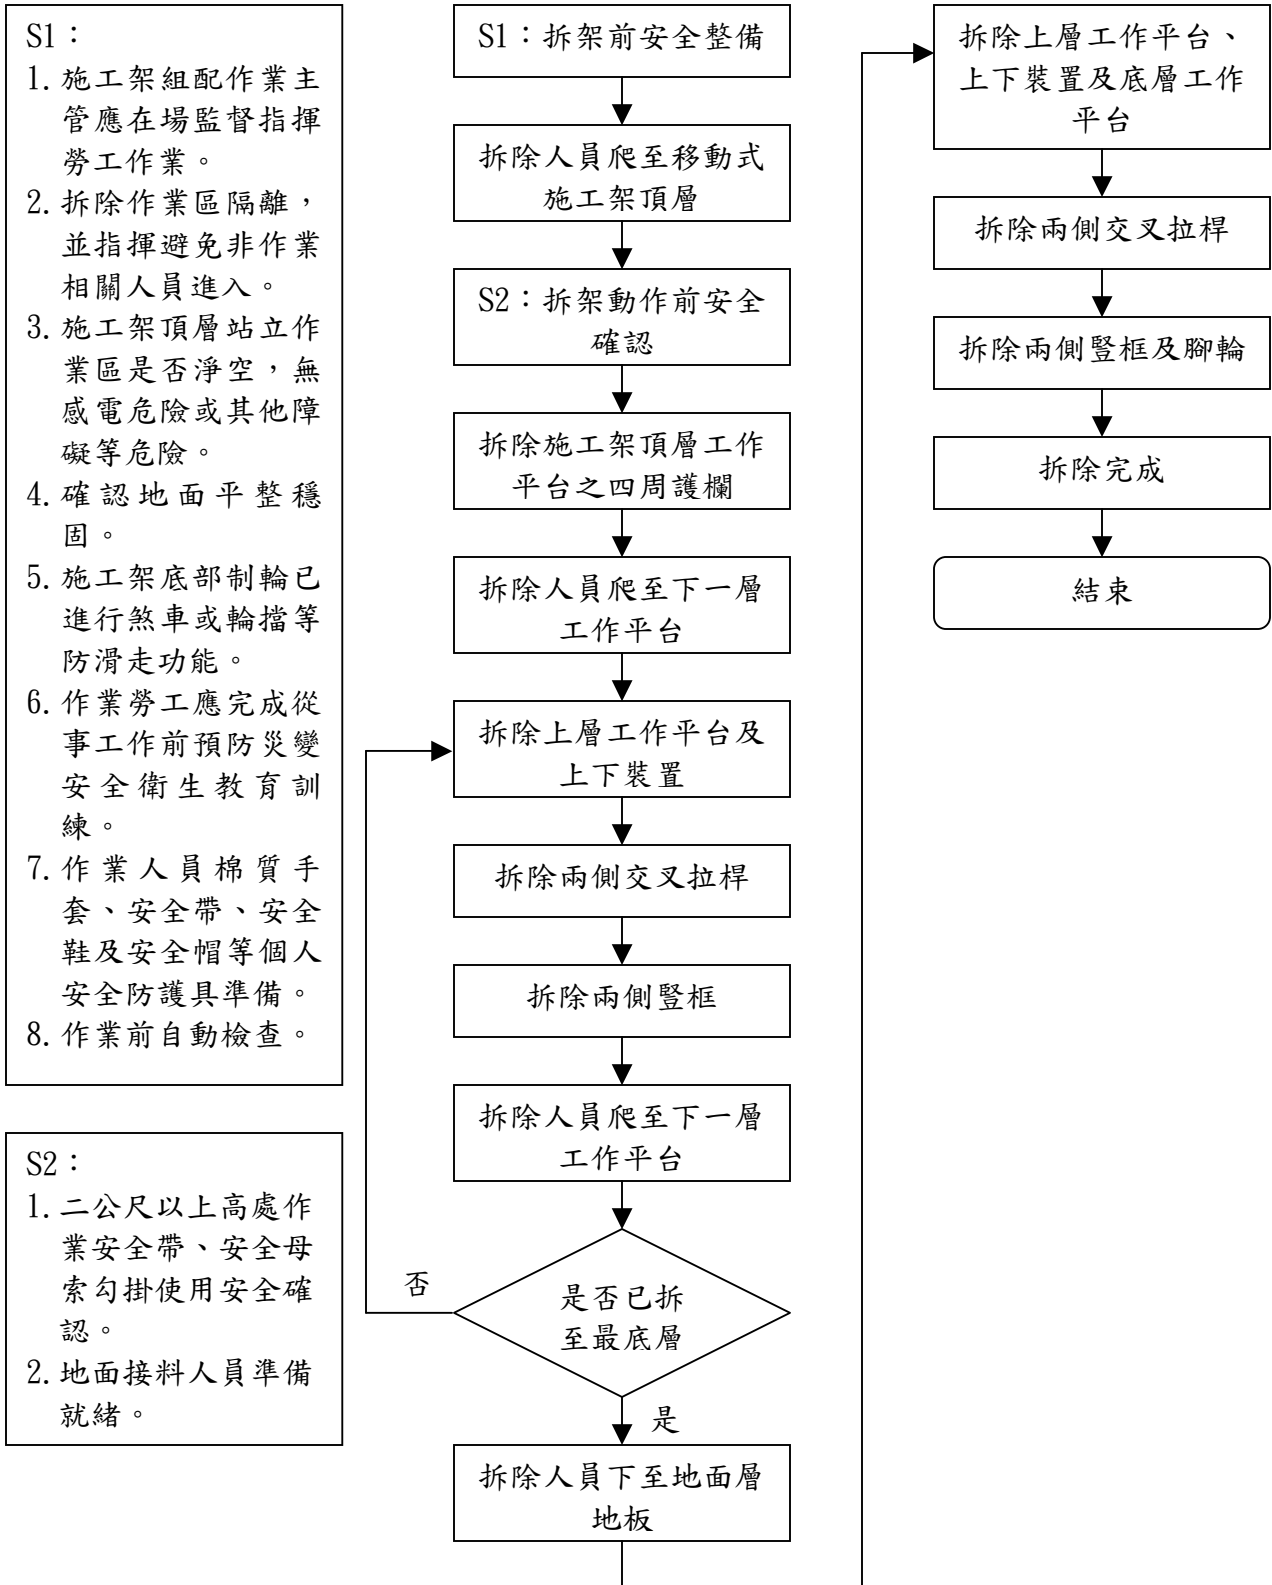 S1：
1.施工架組配作業主
管應在場監督指揮
勞工作業。
2.拆除作業區隔離，
並指揮避免非作業
相關人員進入。
3.施工架頂層站立作
業區是否淨空，無
感電危險或其他障
礙等危險。
4.確認地面平整穩
固。
5.施工架底部制輪已
進行煞車或輪擋等
防滑走功能。
6.作業勞工應完成從
事工作前預防災變
安全衛生教育訓
練。
7.作業人員棉質手
套、安全帶、安全
鞋及安全帽等個人
安全防護具準備。
8.作業前自動檢查。
S2：
1.二公尺以上高處作
業安全帶、安全母
索勾掛使用安全確
認。
2.地面接料人員準備
就緒。
S1：拆架前安全整備
拆除人員爬至移動式
施工架頂層
S2：拆架動作前安全
確認
拆除施工架頂層工作
平台之四周護欄
拆除人員爬至下一層
工作平台
拆除上層工作平台及
上下裝置
拆除兩側交叉拉桿
拆除兩側豎框
拆除人員爬至下一層
工作平台
否
是否已拆
至最底層
是
拆除人員下至地面層
地板
拆除上層工作平台、
上下裝置及底層工作
平台
拆除兩側交叉拉桿
拆除兩側豎框及腳輪
拆除完成
結束